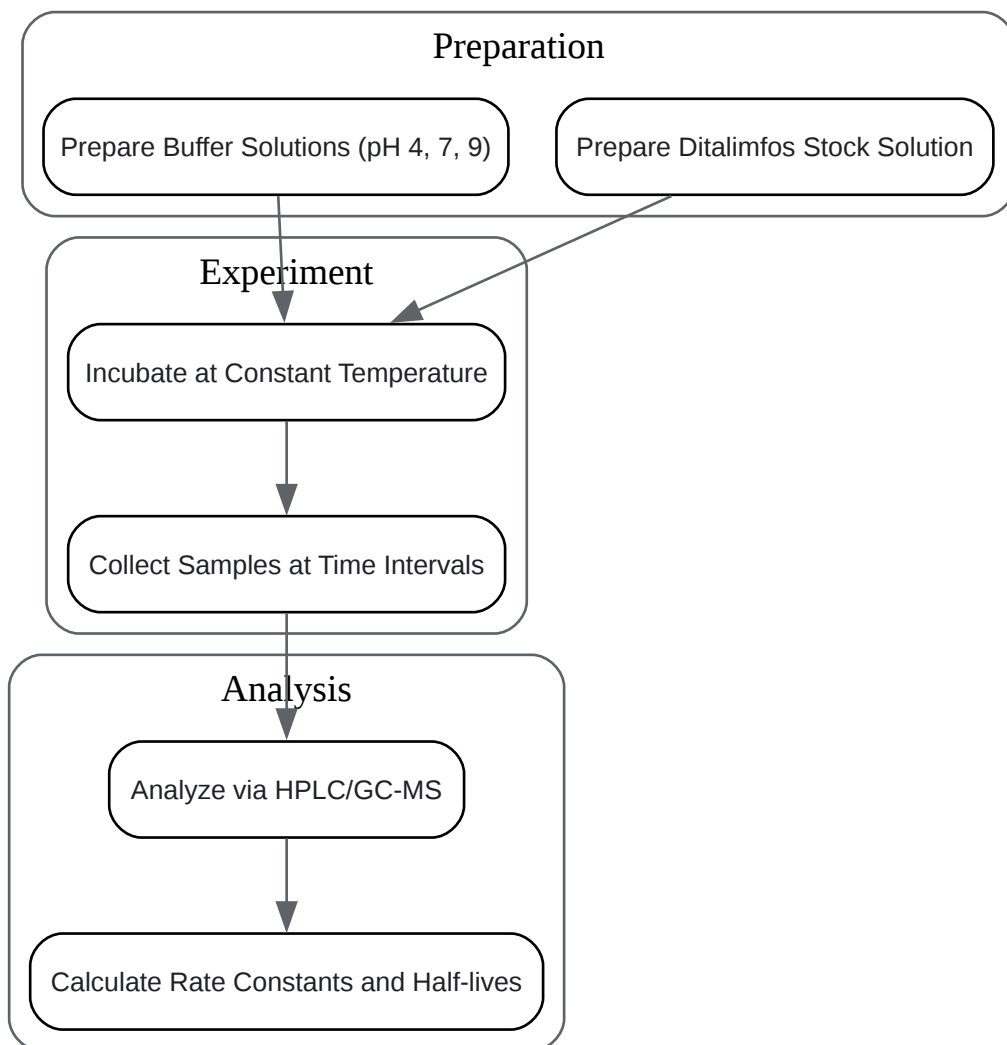 Preparation
Prepare Buffer Solutions (pH 4, 7, 9)
Prepare Ditalimfos Stock Solution
Experiment
Incubate at Constant Temperature
Collect Samples at Time Intervals
Analysis
Analyze via HPLC/GC-MS
Calculate Rate Constants and Half-lives